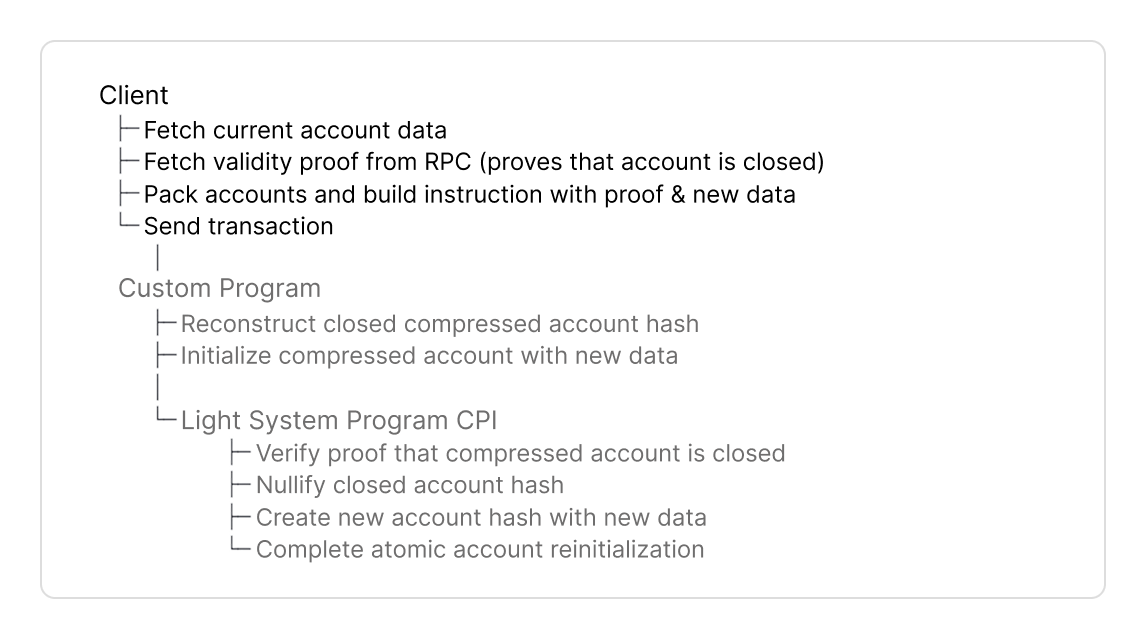 Client
├─ Fetch current account data
├─ Fetch validity proof from RPC (proves that account is closed)
├─ Pack accounts and build instruction with proof & new data
└─ Send transaction
│
Custom Program
├─ Reconstruct closed compressed account hash
├─ Initialize compressed account with new data
│
└─ Light System Program CPI
├─ Verify proof that compressed account is closed
├─ Nullify closed account hash
├─ Create new account hash with new data
└─ Complete atomic account reinitialization